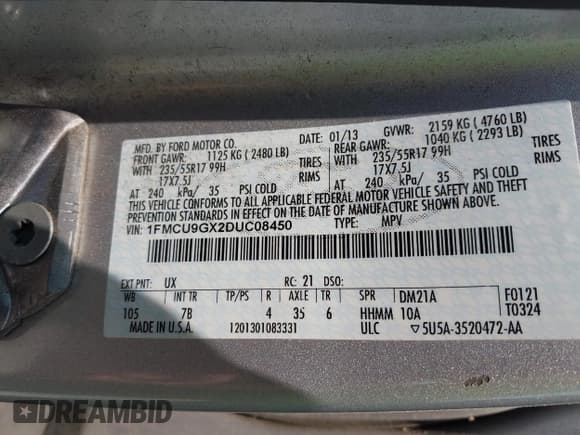 MFD. BY FORD MOTOR CO.
DATE: 01/13 GVWR: 2159 KG ( 4760 LB)
FRONT GAWR: 1125 KG ( 2480 LB)
REAR GAWR: 1040 KG ( 2293 LB)
WITH 235/55R17 99H TIRES
WITH 235/55R17 99H TIRES
17X7.5J RIMS
17X7.5J RIMS
AT 240 kPa/ 35 PSI COLD
AT 240 kPa/ 35 PSI COLD
THIS VEHICLE CONFORMS TO ALL APPLICABLE FEDERAL MOTOR VEHICLE SAFETY AND THEFT
PREVENTION STANDARDS IN EFFECT ON THE DATE OF MANUFACTURE SHOWN ABOVE.
VIN: 1FMCU9GX2DUC08450 TYPE: MPV
EXT PNT: UX RC: 21 DSO:
WB INT TR TP/PS R AXLE TR SPR DM21A F0121
105 7B 4 35 6 HHMM 10A T0324
MADE IN U.S.A. 1201301083331 ULC ▽5U5A-3520472-AA
DREAMBID